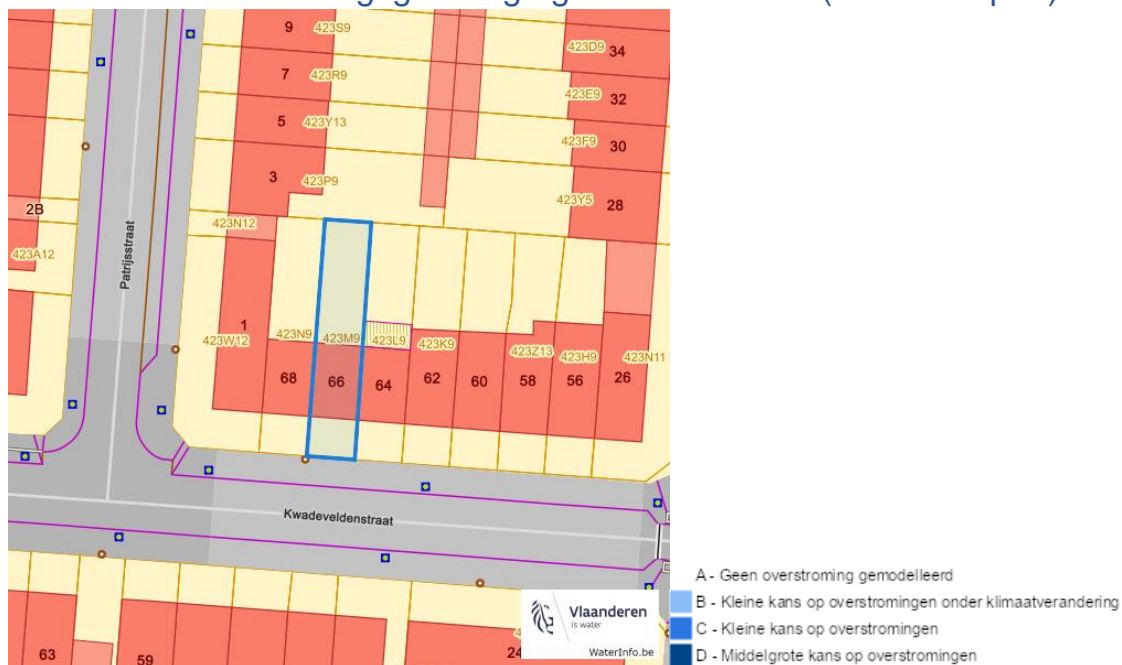 9 423S9
423D9 34
7 423R9
423E9 32
5 423Y13
423F9 30
3 423P9
2B
423Y5 28
423N12
423A12
Patrijsstraat
1
423W12 423N9 423M9 423L9 423K9
423Z13 423H9 423N11
68 66 64 62 60 58 56 26
Kwadeveldenstraat
A - Geen overstroming gemodelleerd
B - Kleine kans op overstromingen onder klimaatverandering
C - Kleine kans op overstromingen
D - Middelgrote kans op overstromingen
Vlaanderen
is water
WaterInfo.be
63 59 24